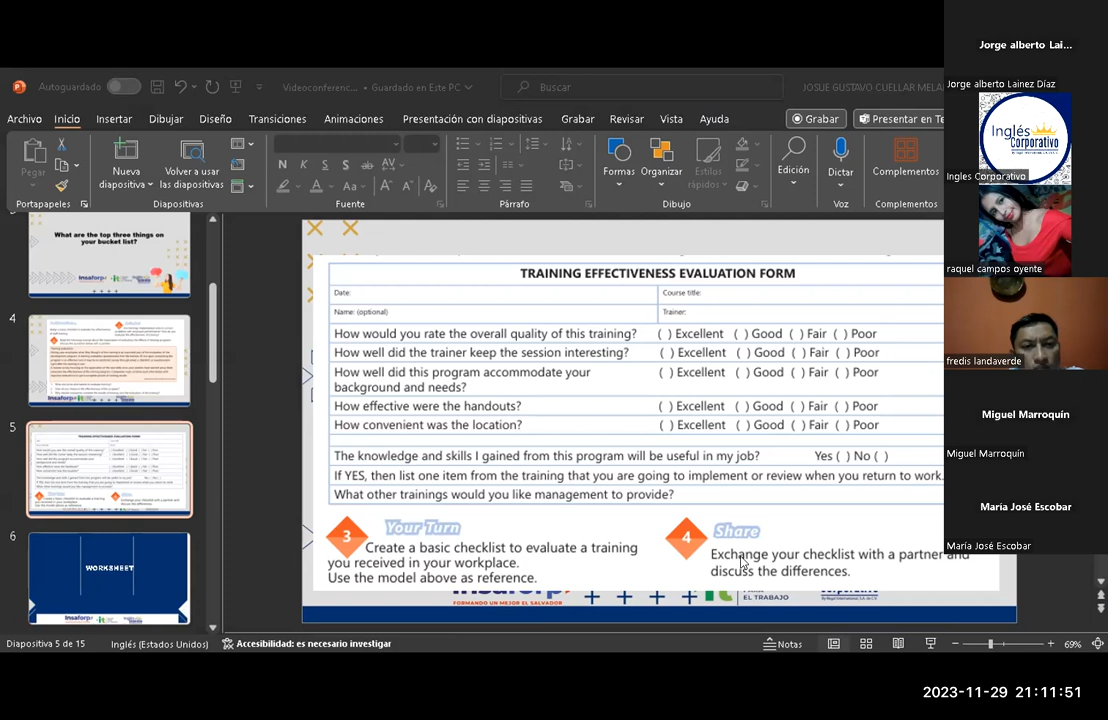 Autoguardado
Videoconferenc... • Guardado en Este PC
Buscar
JOSUE GUSTAVO CUELLAR MELA
Archivo Inicio Insertar Dibujar Diseño Transiciones Animaciones Presentación con diapositivas Grabar Revisar Vista Ayuda
Grabar
Presentar en Te
Pegar
Nueva diapositiva
Volver a usar las diapositivas
N K S S ab AV
A Aa A A A
Formas
Organizar
Estilos rápidos
Edición
Dictar
Complementos
Portapapeles Diapositivas Fuente Párrafo Dibujo Voz Complementos
What are the top three things on
your bucket list?
4
5
TRAINING EFFECTIVENESS EVALUATION FORM
6
WORKSHEET
TRAINING EFFECTIVENESS EVALUATION FORM
Date: Course title:
Name: (optional) Trainer:
How would you rate the overall quality of this training? ( ) Excellent ( ) Good ( ) Fair ( ) Poor
How well did the trainer keep the session interesting? ( ) Excellent ( ) Good ( ) Fair ( ) Poor
How well did this program accommodate your ( ) Excellent ( ) Good ( ) Fair ( ) Poor
background and needs?
How effective were the handouts? ( ) Excellent ( ) Good ( ) Fair ( ) Poor
How convenient was the location? ( ) Excellent ( ) Good ( ) Fair ( ) Poor
The knowledge and skills I gained from this program will be useful in my job? Yes ( ) No ( )
If YES, then list one item from the training that you are going to implement or review when you return to work.
What other trainings would you like management to provide?
3 Your Turn
Create a basic checklist to evaluate a training
you received in your workplace.
Use the model above as reference.
4 Share
Exchange your checklist with a partner and
discuss the differences.
FORMANDO UN MEJOR EL SALVADOR
EL TRABAJO
Diapositiva 5 de 15
Inglés (Estados Unidos)
Accesibilidad: es necesario investigar
Notas
69%
Jorge alberto Lai...
Jorge alberto Lainez Díaz
Inglés
Corporativo
Ingles Corporativo
raquel campos oyente
fredis landaverde
Miguel Marroquín
Miguel Marroquín
María José Escobar
María José Escobar
2023-11-29 21:11:51